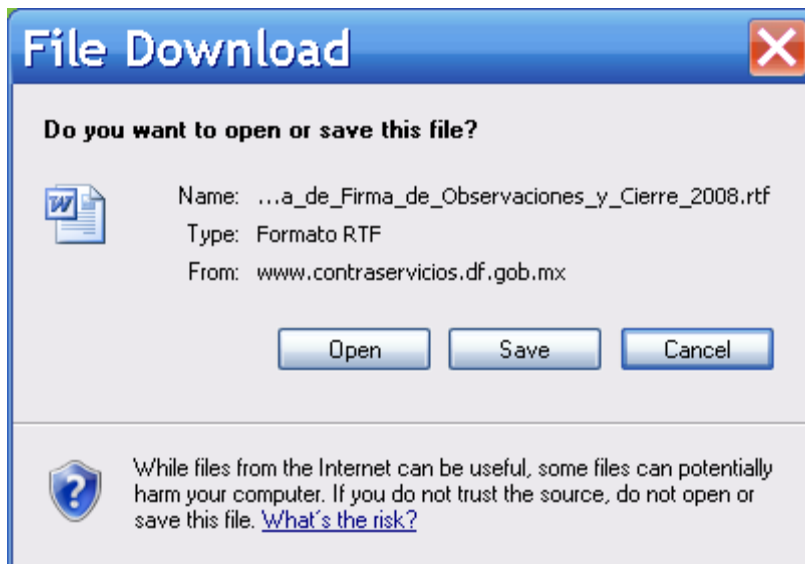 File Download
Do you want to open or save this file?
Name: ...a_de_Firma_de_Observaciones_y_Cierre_2008.rtf
Type: Formato RTF
From: www.contraservicios.df.gob.mx
Open Save Cancel
While files from the Internet can be useful, some files can potentially
harm your computer. If you do not trust the source, do not open or
save this file. What's the risk?